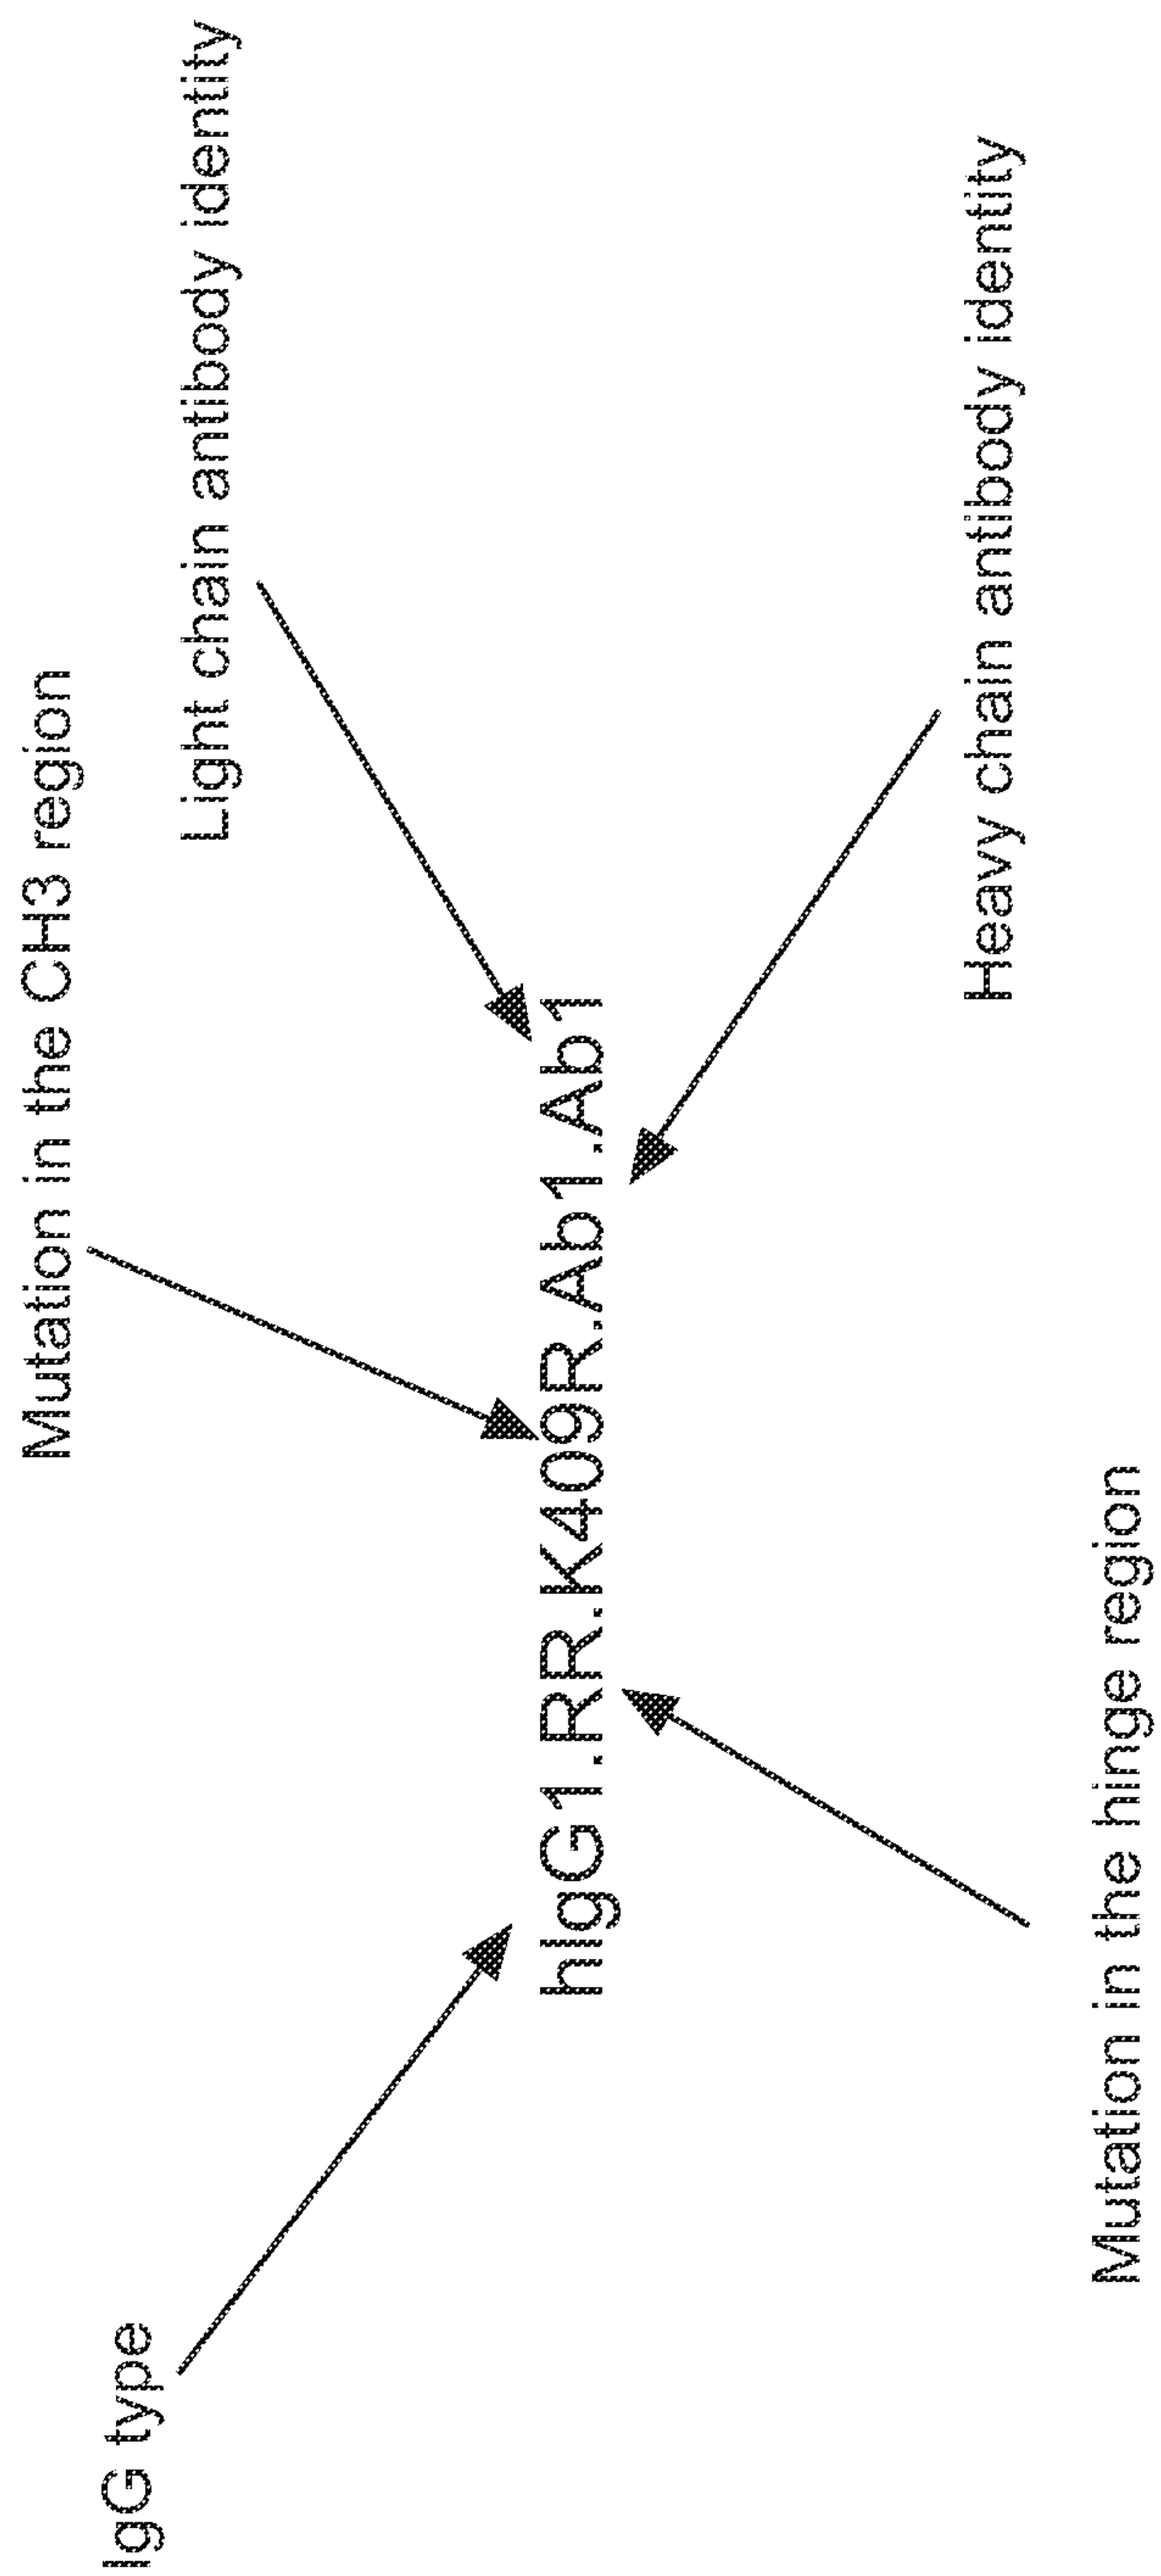 Mutation in the CH3 region
IgG type
Light chain antibody identity
hIgG1.RR.K409R.Ab1.Ab1
Heavy chain antibody identity
Mutation in the hinge region